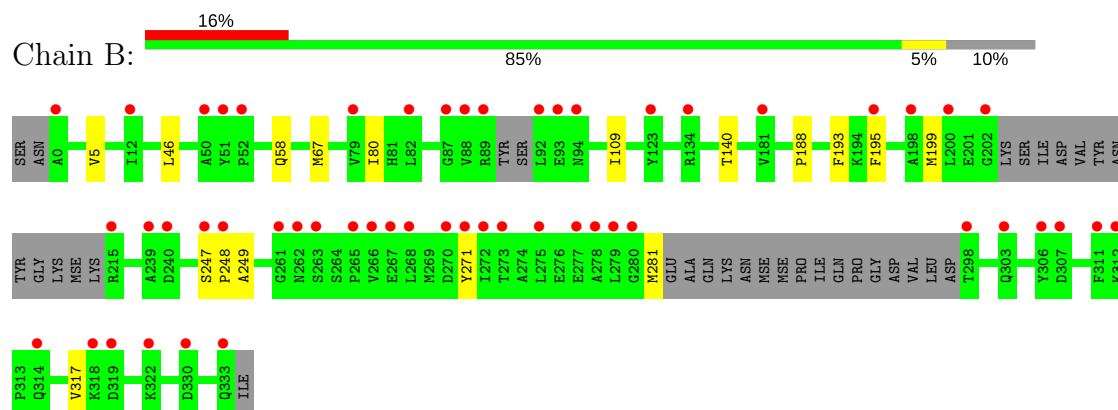 16%
Chain B:
85% 5% 10%
SER ASN A0 V5 I12 L46 A50 Y51 P52 Q58 M67 V79 I80 H81 L82 G87 V88 R89 TYR SER L92 E93 N94 I109 Y123 R134 T140 V181 P188 F193 K194 F195 A198 M199 L200 E201 G202 LYS SER ILE ASP VAL TYR ASN
TYR GLY LYS MSE LYS R215 A239 D240 S247 P248 A249 G261 N262 S263 S264 P265 V266 E267 L268 M269 D270 Y271 I272 T273 A274 L275 E276 E277 A278 L279 G280 M281 GLU ALA GLN LYS ASN MSE MSE PRO ILE GLN PRO GLY ASP VAL LEU ASP T298 Q303 Y306 D307 F311 K312
P313 Q314 V317 K318 D319 K322 D330 Q333 ILE